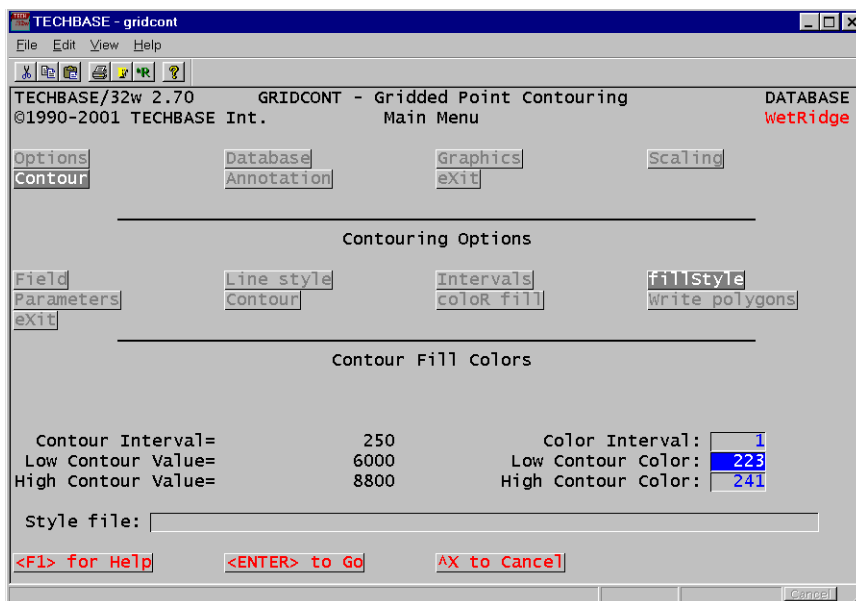 TECHBASE - gridcont
File Edit View Help
TECHBASE/32w 2.70 GRIDCONT - Gridded Point Contouring DATABASE
©1990-2001 TECHBASE Int. Main Menu WetRidge
Options Database Graphics Scaling
Contour Annotation eXit
Contouring Options
Field Line style Intervals fillStyle
Parameters Contour coloR fill Write polygons
eXit
Contour Fill Colors
Contour Interval= 250 Color Interval: 1
Low Contour Value= 6000 Low Contour Color: 223
High Contour Value= 8800 High Contour Color: 241
Style file:
<F1> for Help <ENTER> to Go ^X to Cancel
Cancel